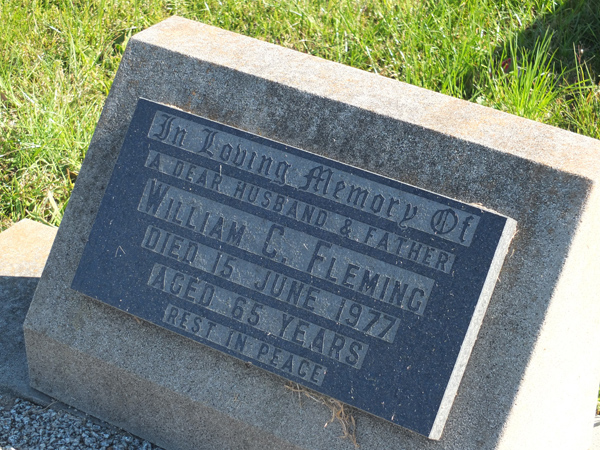 In Loving Memory Of
A DEAR HUSBAND & FATHER
WILLIAM C. FLEMING
DIED 15 JUNE 1977
AGED 65 YEARS
REST IN PEACE